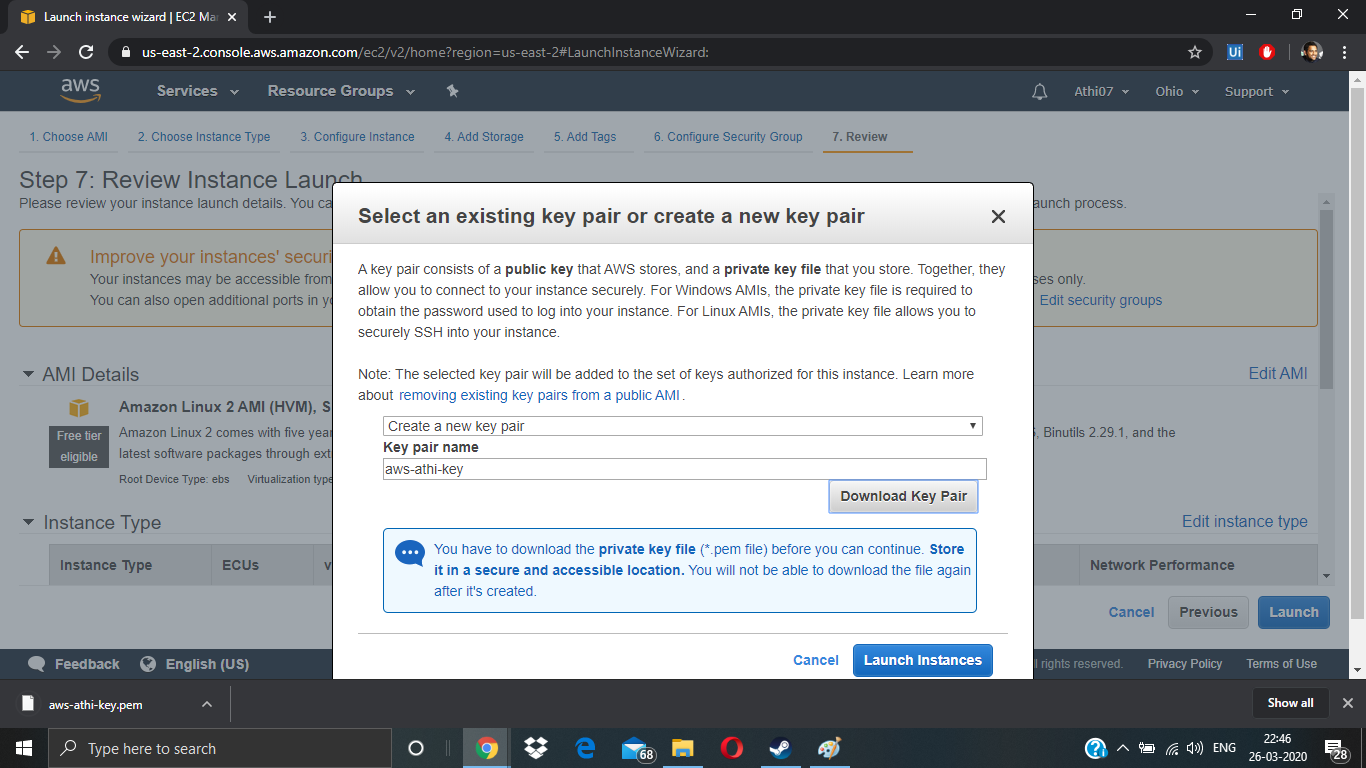 Launch instance wizard | EC2 Ma
us-east-2.console.aws.amazon.com/ec2/v2/home?region=us-east-2#LaunchInstanceWizard:
Ui
aws
Services
Resource Groups
Athi07
Ohio
Support
1. Choose AMI
2. Choose Instance Type
3. Configure Instance
4. Add Storage
5. Add Tags
6. Configure Security Group
7. Review
Step 7: Review Instance Launch
Please review your instance launch details. You ca
aunch process.
Improve your instances' securi
Your instances may be accessible from
ses only.
You can also open additional ports in yo
Edit security groups
Select an existing key pair or create a new key pair
A key pair consists of a public key that AWS stores, and a private key file that you store. Together, they
allow you to connect to your instance securely. For Windows AMIs, the private key file is required to
obtain the password used to log into your instance. For Linux AMIs, the private key file allows you to
securely SSH into your instance.
Note: The selected key pair will be added to the set of keys authorized for this instance. Learn more
about removing existing key pairs from a public AMI .
Create a new key pair
Key pair name
aws-athi-key
Download Key Pair
You have to download the private key file (*.pem file) before you can continue. Store
it in a secure and accessible location. You will not be able to download the file again
after it's created.
Cancel
Launch Instances
AMI Details
Edit AMI
Amazon Linux 2 AMI (HVM), S
Free tier
eligible
Amazon Linux 2 comes with five year
, Binutils 2.29.1, and the
latest software packages through ext
Root Device Type: ebs
Virtualization type
Instance Type
Edit instance type
Instance Type
ECUs
v
Network Performance
Cancel
Previous
Launch
Feedback
English (US)
l rights reserved.
Privacy Policy
Terms of Use
aws-athi-key.pem
Show all
Type here to search
68
ENG
22:46
26-03-2020
28